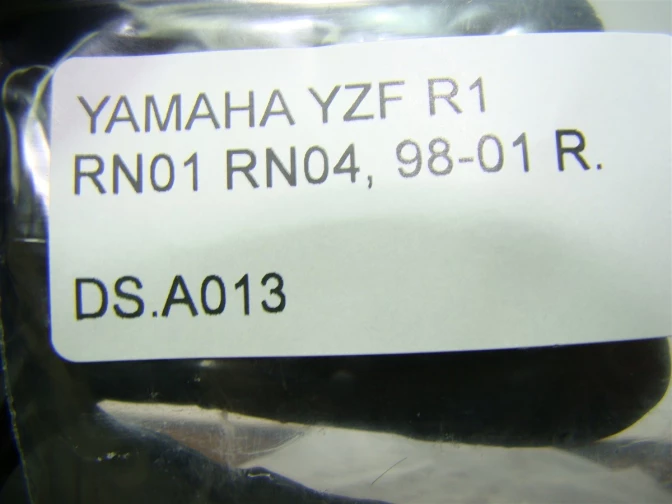 YAMAHA YZF R1
RN01 RN04, 98-01 R.
DS.A013